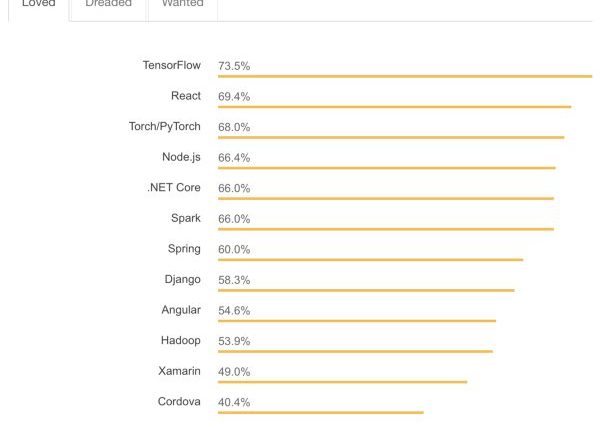 Loved Dreaded Wanted
TensorFlow 73.5%
React 69.4%
Torch/PyTorch 68.0%
Node.js 66.4%
.NET Core 66.0%
Spark 66.0%
Spring 60.0%
Django 58.3%
Angular 54.6%
Hadoop 53.9%
Xamarin 49.0%
Cordova 40.4%